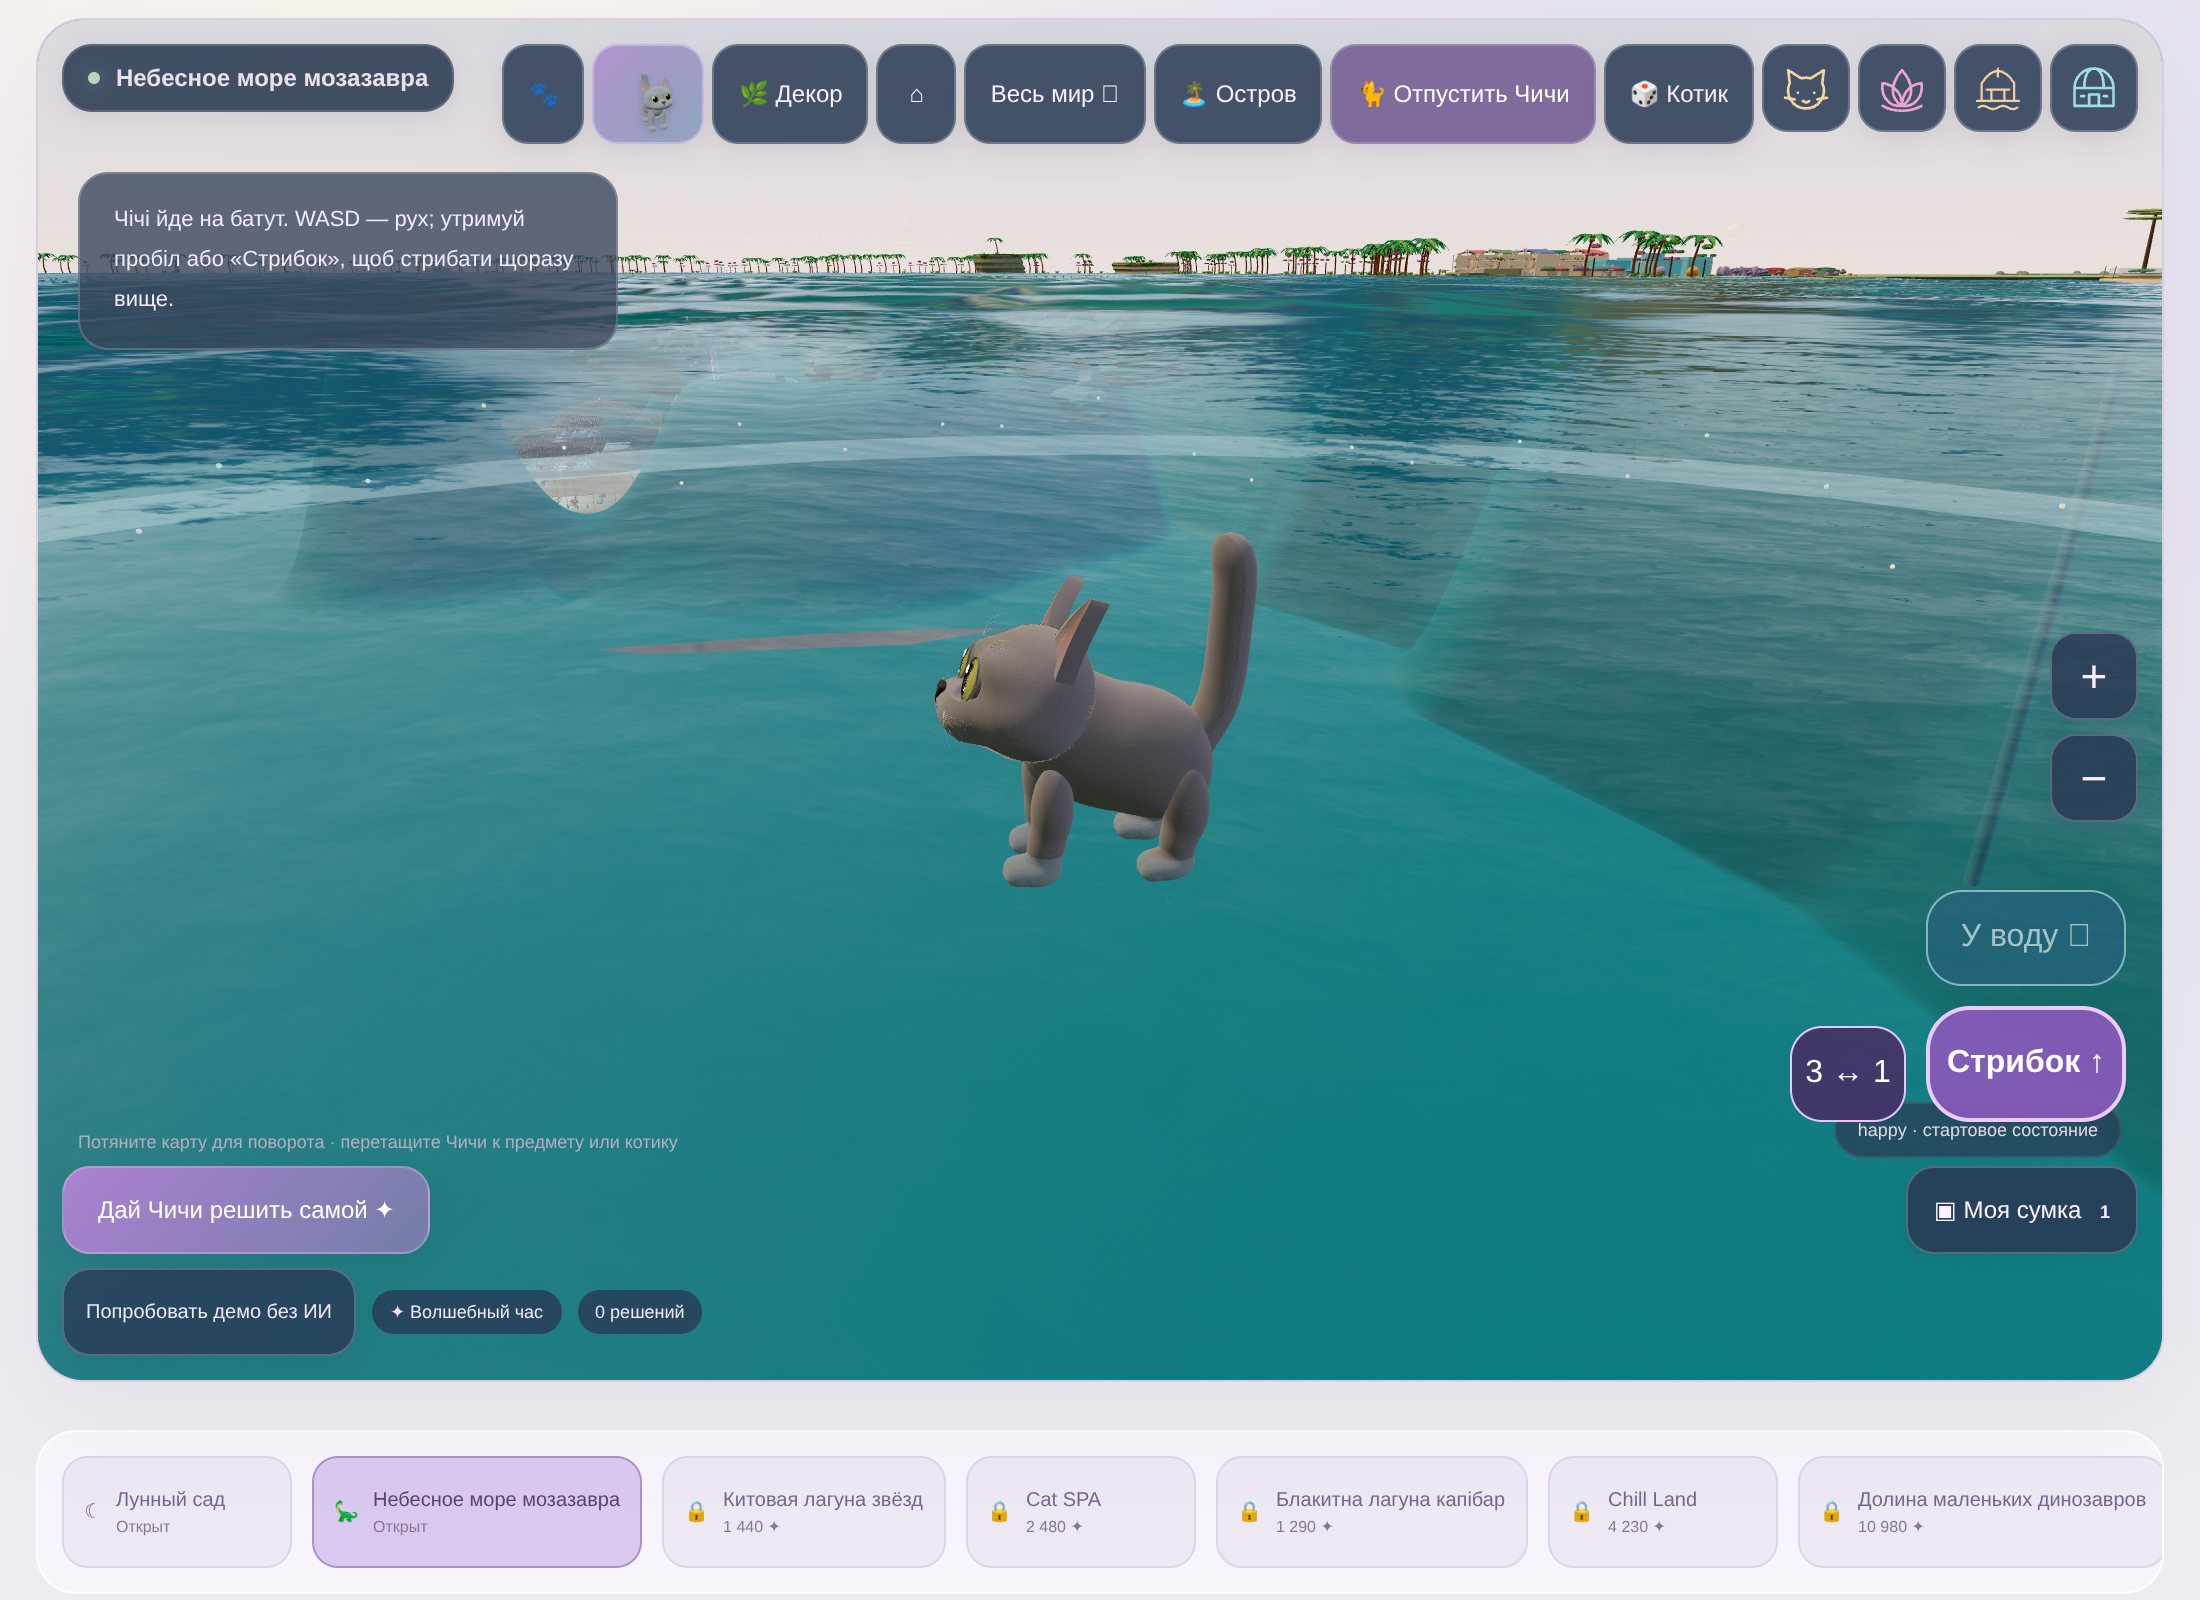 Небесное море мозазавра
🌿 Декор
⌂
Весь мир
🏝️ Остров
🐈 Отпустить Чичи
🎲 Котик
Чічі йде на батут. WASD — рух; утримуй
пробіл або «Стрибок», щоб стрибати щоразу
вище.
+
−
У воду
3 ↔ 1
Стрибок ↑
happy · стартовое состояние
Потяните карту для поворота · перетащите Чичи к предмету или котику
Дай Чичи решить самой ✦
▣ Моя сумка 1
Попробовать демо без ИИ
✦ Волшебный час
0 решений
Лунный сад
Открыт
Небесное море мозазавра
Открыт
Китовая лагуна звёзд
1 440 ✦
Cat SPA
2 480 ✦
Блакитна лагуна капібар
1 290 ✦
Chill Land
4 230 ✦
Долина маленьких динозавров
10 980 ✦